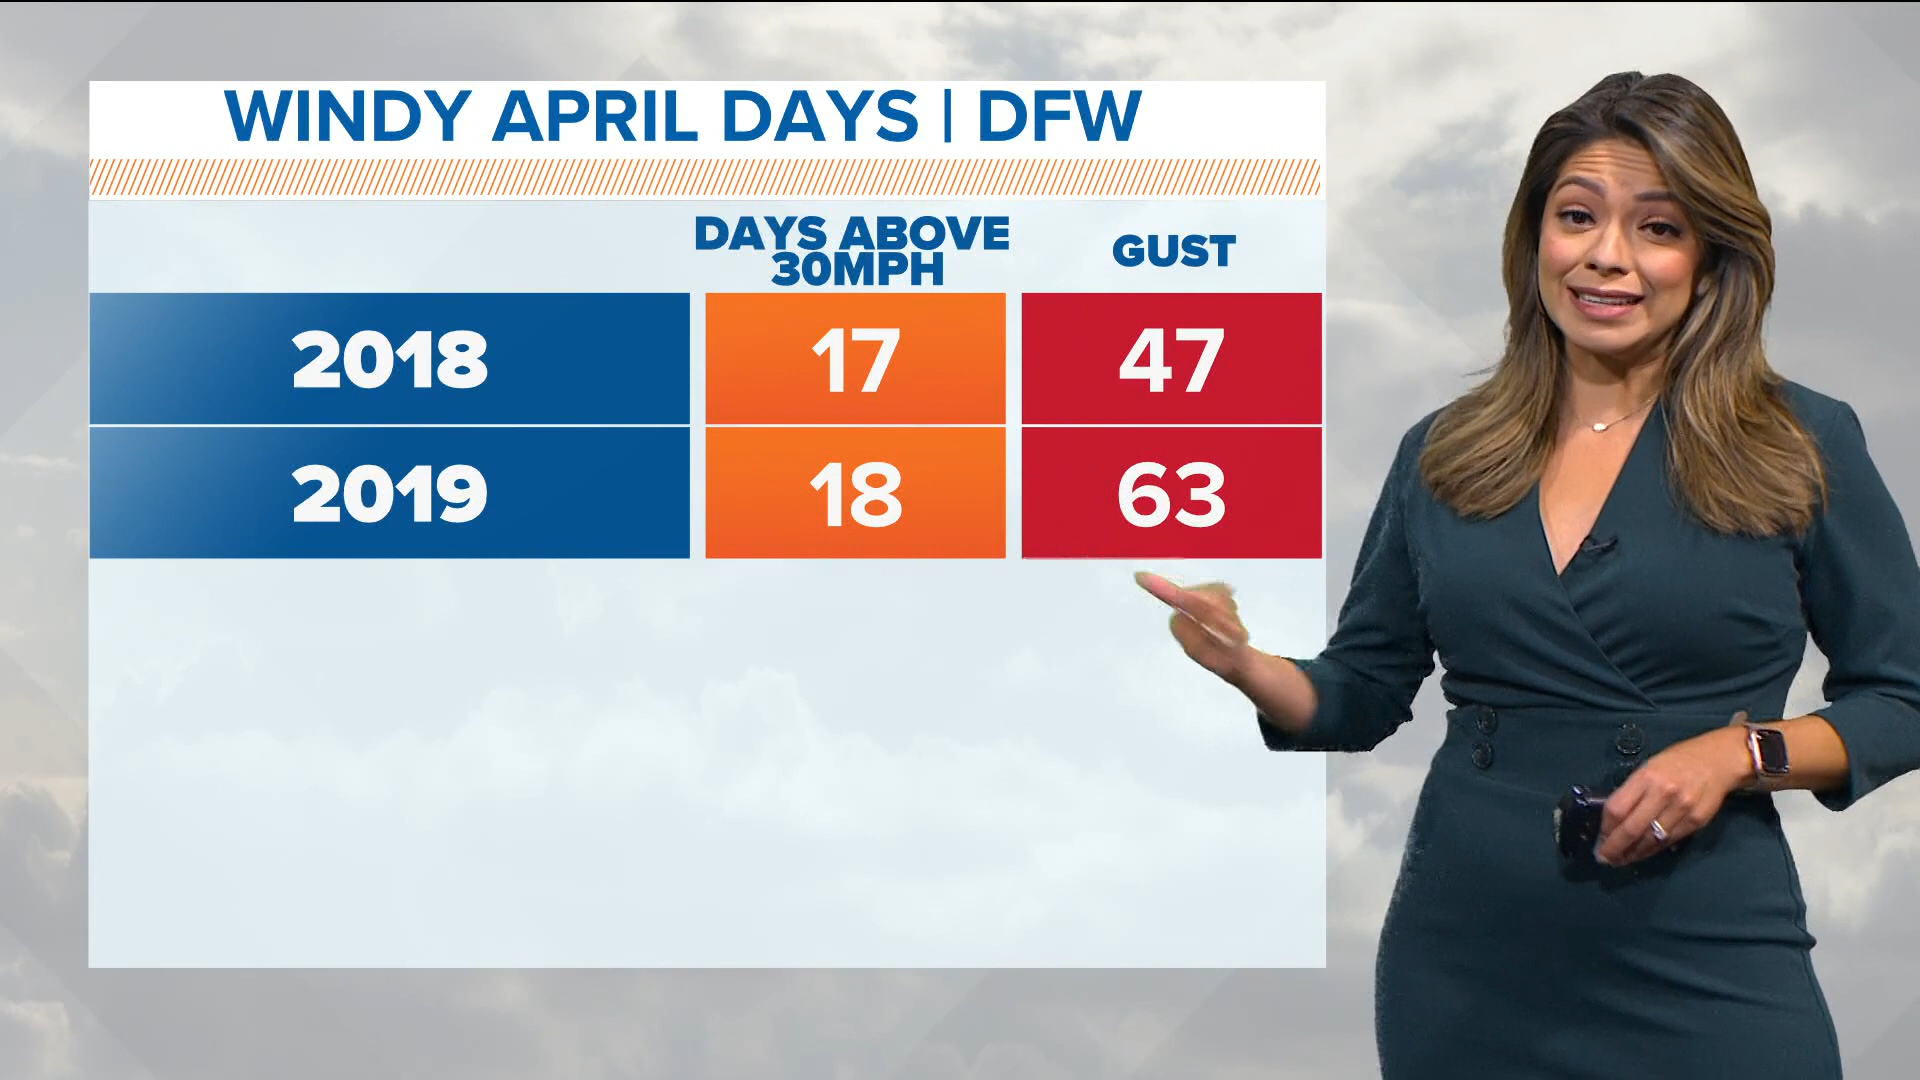 WINDY APRIL DAYS | DFW
DAYS ABOVE
30MPH
GUST
2018 17 47
2019 18 63